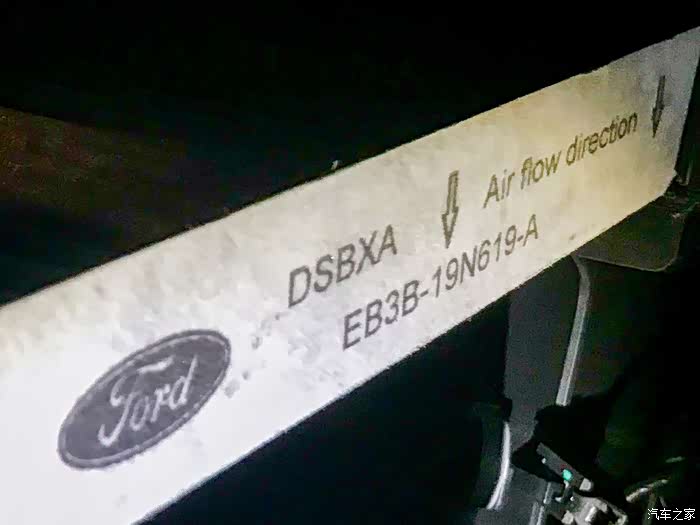 DSBXA
Air flow direction
EB3B-19N619-A
Ford
汽车之家